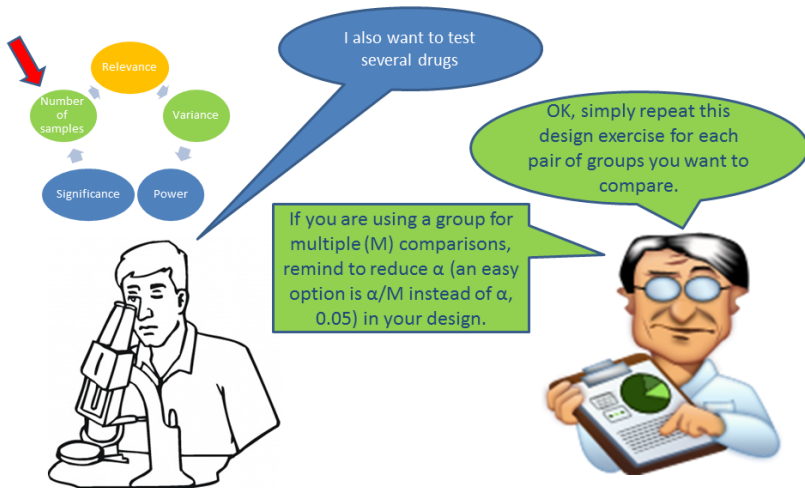 Relevance
Number
of
samples
Variance
Significance
Power
I also want to test
several drugs
OK, simply repeat this
design exercise for each
pair of groups you want to
compare.
If you are using a group for
multiple (M) comparisons,
remind to reduce α (an easy
option is α/M instead of α,
0.05) in your design.